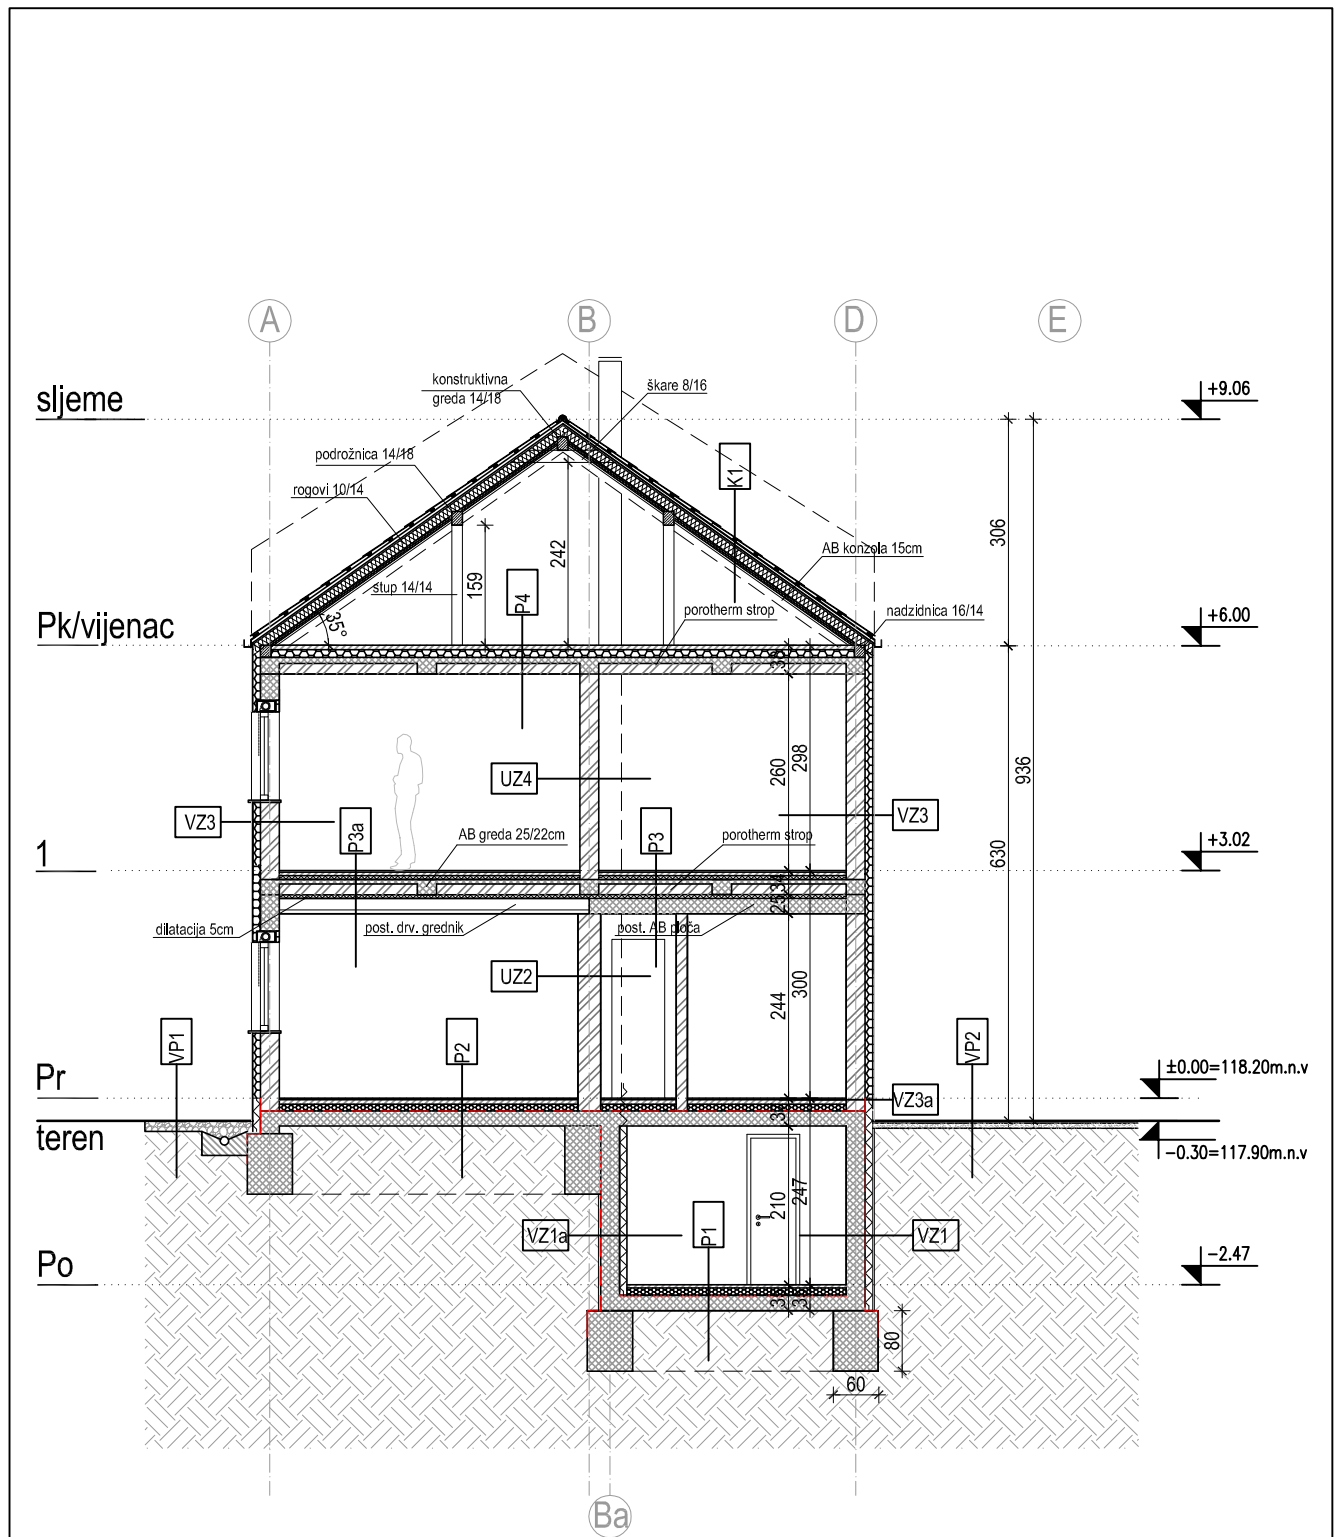 A
B
D
E
sljeme
konstruktivna
greda 14/18
škare 8/16
+9.06
podrožnica 14/18
K1
rogovi 10/14
306
242
AB konzola 15cm
159
stup 14/14
P4
porotherm strop
nadzidnica 16/14
35°
Pk/vijenac
+6.00
260
298
936
UZ4
VZ3
P3a
AB greda 25/22cm
P3
porotherm strop
VZ3
1
630
+3.02
25
34
dilatacija 5cm
post. drv. grednik
post. AB ploča
UZ2
244
300
VP1
P2
VP2
Pr
±0.00=118.20m.n.v
VZ3a
teren
-0.30=117.90m.n.v
210
247
VZ1a
P1
VZ1
Po
-2.47
80
60
Ba